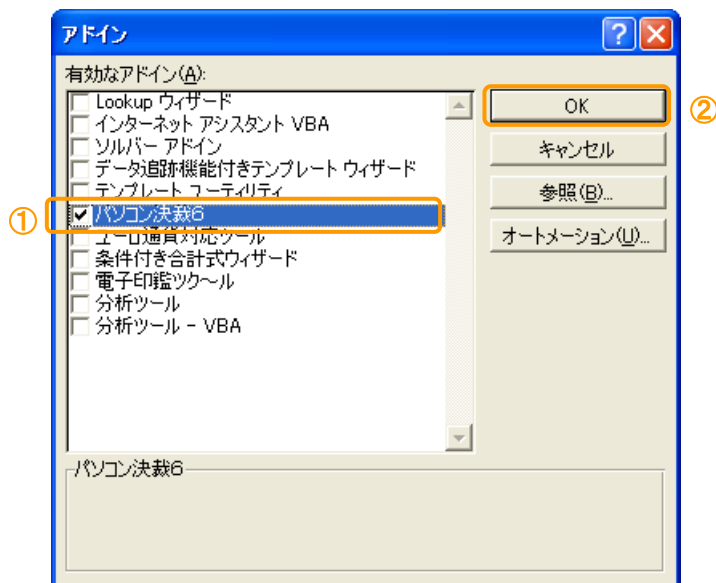 アドイン
有効なアドイン(A):
Lookup ウィザード
インターネット アシスタント VBA
ソルバー アドイン
データ追跡機能付きテンプレート ウィザード
テンプレート ユーティリティ
① パソコン決裁6
ユーロ通貨対応ツール
条件付き合計式ウィザード
電子印鑑ツク～ル
分析ツール
分析ツール - VBA
OK ②
キャンセル
参照(B)...
オートメーション(U)...
パソコン決裁6